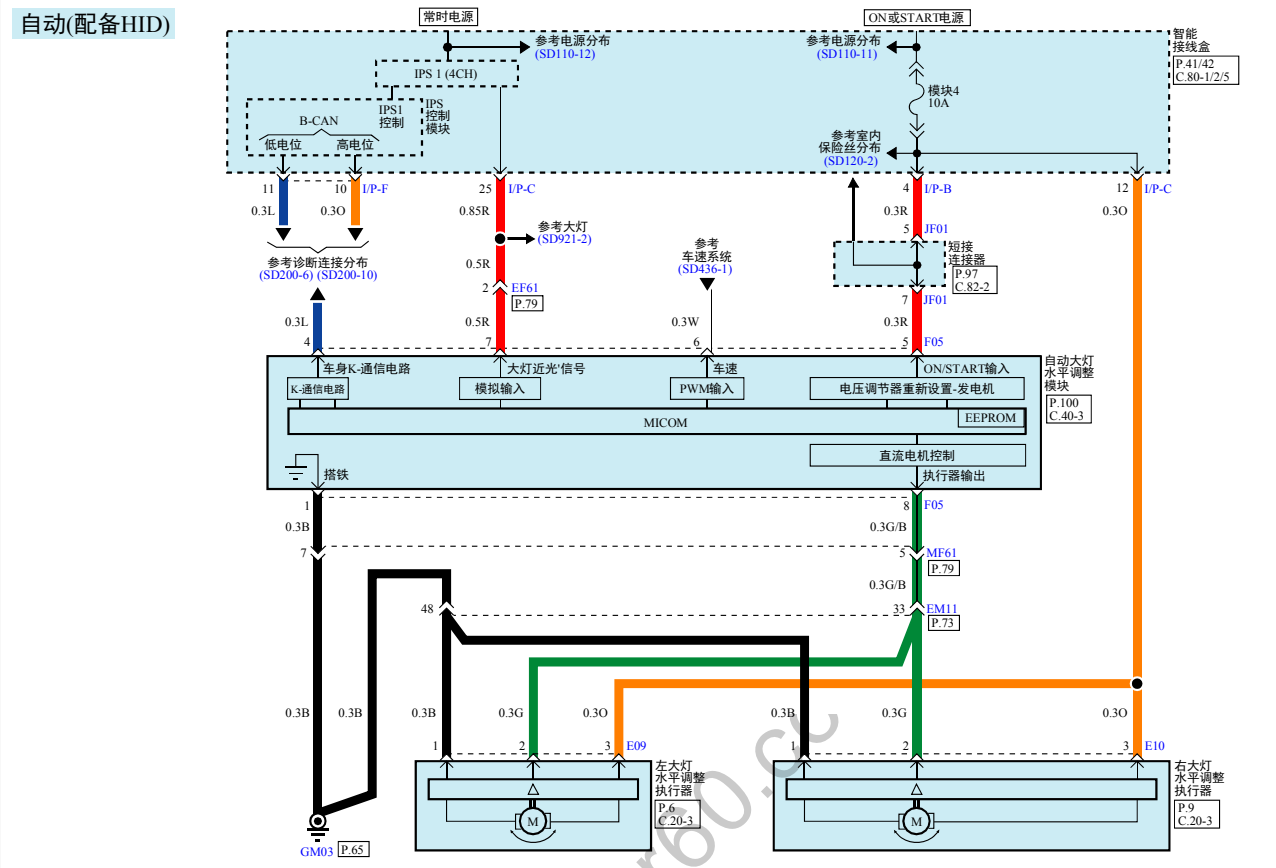 自动(配备HID)
常时电源
ON或START电源
参考电源分布
(SD110-12)
参考电源分布
(SD110-11)
智能
接线盒
P.41/42
C.80-1/2/5
IPS 1 (4CH)
模块4
10A
IPS1
控制
IPS
控制
模块
B-CAN
低电位
高电位
参考室内
保险丝分布
(SD120-2)
11
10
I/P-F
25
I/P-C
4
I/P-B
12
I/P-C
0.3L
0.3O
0.85R
0.3R
0.3O
参考大灯
(SD921-2)
5
JF01
参考诊断连接分布
(SD200-6) (SD200-10)
0.5R
参考
车速系统
(SD436-1)
短接
连接器
P.97
C.82-2
2
EF61
P.79
7
JF01
0.3L
0.5R
0.3W
0.3R
4
7
6
5
F05
车身K-通信电路
大灯近光'信号
车速
ON/START输入
自动大灯
水平调整
模块
P.100
C.40-3
K-通信电路
模拟输入
PWM输入
电压调节器重新设置-发电机
MICOM
EEPROM
直流电机控制
搭铁
执行器输出
1
8
F05
0.3B
0.3G/B
7
5
MF61
P.79
0.3G/B
48
33
EM11
P.73
0.3B
0.3B
0.3B
0.3G
0.3O
0.3B
0.3G
0.3O
1
2
3
E09
1
2
3
E10
左大灯
水平调整
执行器
P.6
C.20-3
右大灯
水平调整
执行器
P.9
C.20-3
M
M
GM03
P.65